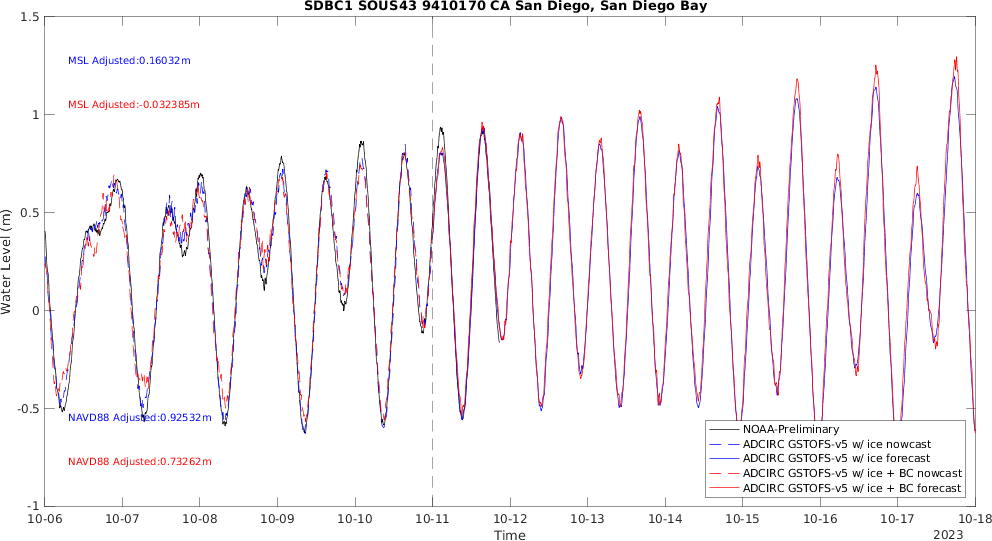 SDBC1 SOUS43 9410170 CA San Diego, San Diego Bay
1.5
MSL Adjusted:0.16032m
MSL Adjusted:-0.032385m
1
0.5
Water Level (m)
0
-0.5
NAVD88 Adjusted:0.92532m
NAVD88 Adjusted:0.73262m
NOAA-Preliminary
ADCIRC GSTOFS-v5 w/ ice nowcast
ADCIRC GSTOFS-v5 w/ ice forecast
ADCIRC GSTOFS-v5 w/ ice + BC nowcast
ADCIRC GSTOFS-v5 w/ ice + BC forecast
-1
10-06 10-07 10-08 10-09 10-10 10-11 10-12 10-13 10-14 10-15 10-16 10-17 10-18
Time
2023